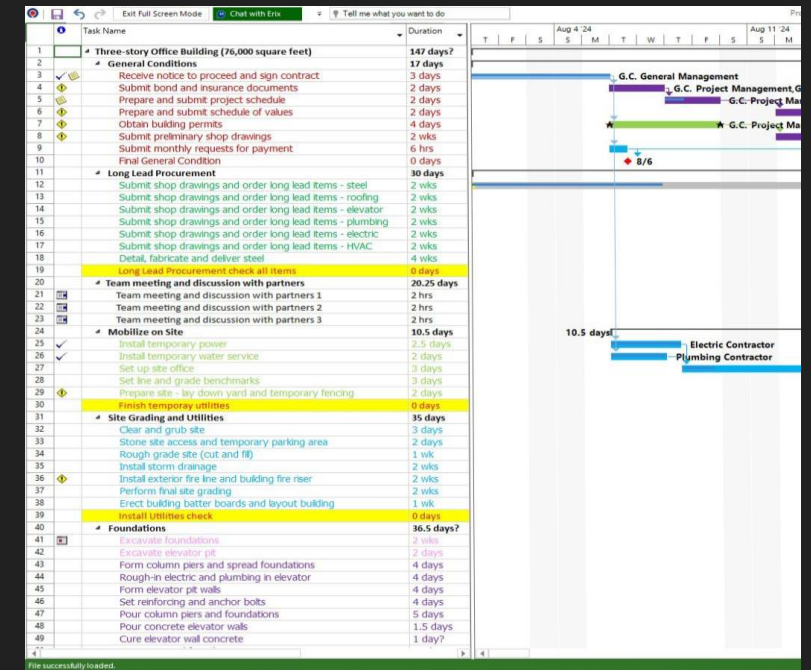 Exit Full Screen Mode
Chat with Erix
Tell me what you want to do
Task Name
Duration
Aug 4 '24
Aug 11 '24
T F S S M T W T F S S M
1 Three-story Office Building (76,000 square feet) 147 days?
2 General Conditions 17 days
3 Receive notice to proceed and sign contract 3 days
4 Submit bond and insurance documents 2 days
5 Prepare and submit project schedule 2 days
6 Prepare and submit schedule of values 2 days
7 Obtain building permits 4 days
8 Submit preliminary shop drawings 2 wks
9 Submit monthly requests for payment 6 hrs
10 Final General Condition 0 days
11 Long Lead Procurement 30 days
12 Submit shop drawings and order long lead items - steel 2 wks
13 Submit shop drawings and order long lead items - roofing 2 wks
14 Submit shop drawings and order long lead items - elevator 2 wks
15 Submit shop drawings and order long lead items - plumbing 2 wks
16 Submit shop drawings and order long lead items - electric 2 wks
17 Submit shop drawings and order long lead items - HVAC 2 wks
18 Detail, fabricate and deliver steel 4 wks
19 Long Lead Procurement check all items 0 days
20 Team meeting and discussion with partners 20.25 days
21 Team meeting and discussion with partners 1 2 hrs
22 Team meeting and discussion with partners 2 2 hrs
23 Team meeting and discussion with partners 3 2 hrs
24 Mobilize on Site 10.5 days
25 Install temporary power 2.5 days
26 Install temporary water service 2 days
27 Set up site office 3 days
28 Set line and grade benchmarks 3 days
29 Prepare site - lay down yard and temporary fencing 2 days
30 Finish temporay utilities 0 days
31 Site Grading and Utilities 35 days
32 Clear and grub site 3 days
33 Stone site access and temporary parking area 2 days
34 Rough grade site (cut and fill) 1 wk
35 Install storm drainage 2 wks
36 Install exterior fire line and building fire riser 2 wks
37 Perform final site grading 2 wks
38 Erect building batter boards and layout building 1 wk
39 Install Utilities check 0 days
40 Foundations 36.5 days?
41 Excavate foundations 2 wks
42 Excavate elevator pit 2 days
43 Form column piers and spread foundations 4 days
44 Rough-in electric and plumbing in elevator 4 days
45 Form elevator pit walls 4 days
46 Set reinforcing and anchor bolts 4 days
47 Pour column piers and foundations 5 days
48 Pour concrete elevator walls 1.5 days
49 Cure elevator wall concrete 1 day?
G.C. General Management
G.C. Project Management,G
G.C. Project Ma
G.C. Project Ma
8/6
10.5 days
Electric Contractor
Plumbing Contractor
File successfully loaded.